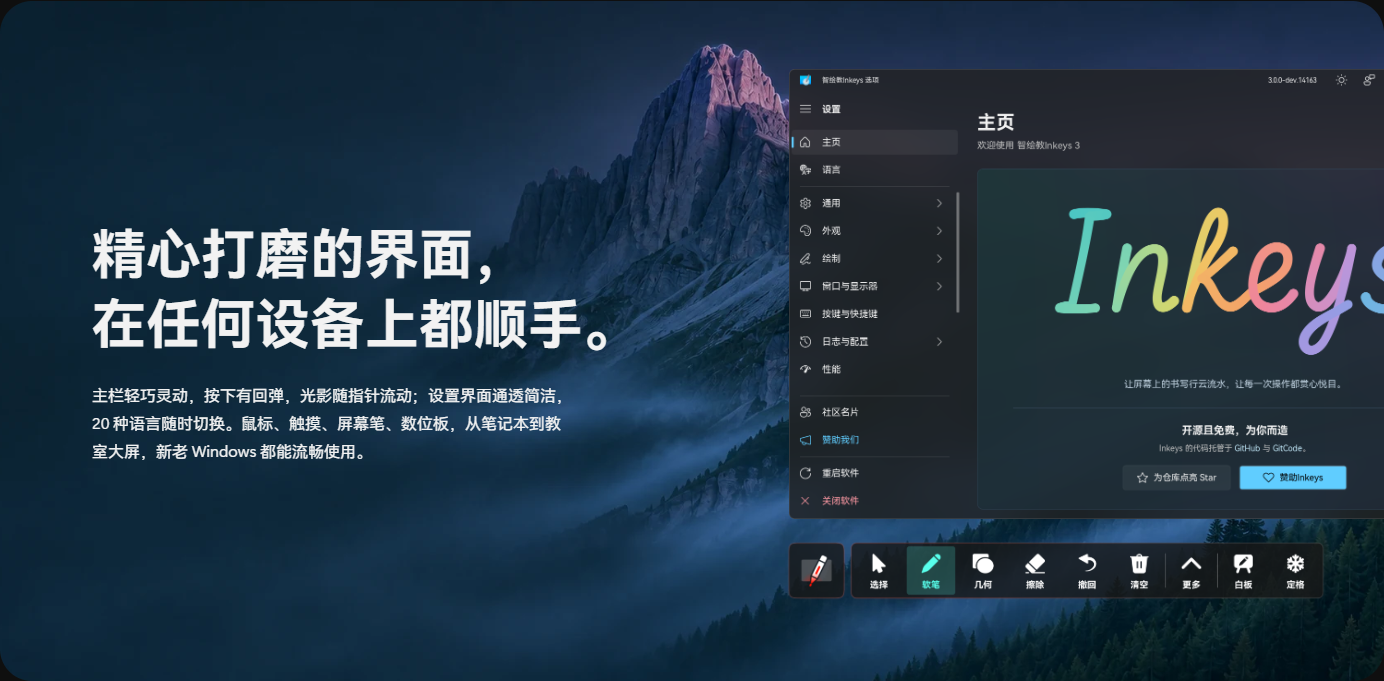 精心打磨的界面，
在任何设备上都顺手。
主栏轻巧灵动，按下有回弹，光影随指针流动；设置界面通透简洁，
20 种语言随时切换。鼠标、触摸、屏幕笔、数位板，从笔记本到教
室大屏，新老 Windows 都能流畅使用。
智绘教Inkeys 选项
3.0.0-dev.14163
设置
主页
语言
通用
外观
绘制
窗口与显示器
按键与快捷键
日志与配置
性能
社区名片
赞助我们
重启软件
关闭软件
主页
欢迎使用 智绘教Inkeys 3
Inkeys
让屏幕上的书写行云流水，让每一次操作都赏心悦目。
开源且免费，为你而造
Inkeys 的代码托管于 GitHub 与 GitCode。
为仓库点亮 Star
赞助Inkeys
选择
软笔
几何
擦除
撤回
清空
更多
白板
定格